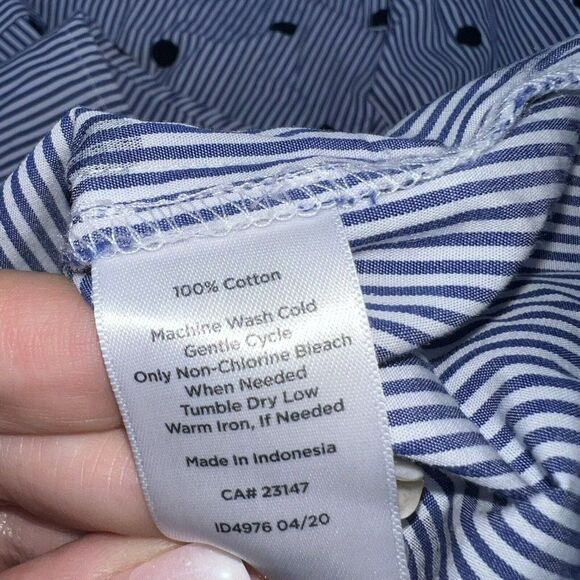 100% Cotton
Machine Wash Cold
Gentle Cycle
Only Non-Chlorine Bleach
When Needed
Tumble Dry Low
Warm Iron, If Needed
Made In Indonesia
CA# 23147
ID4976 04/20